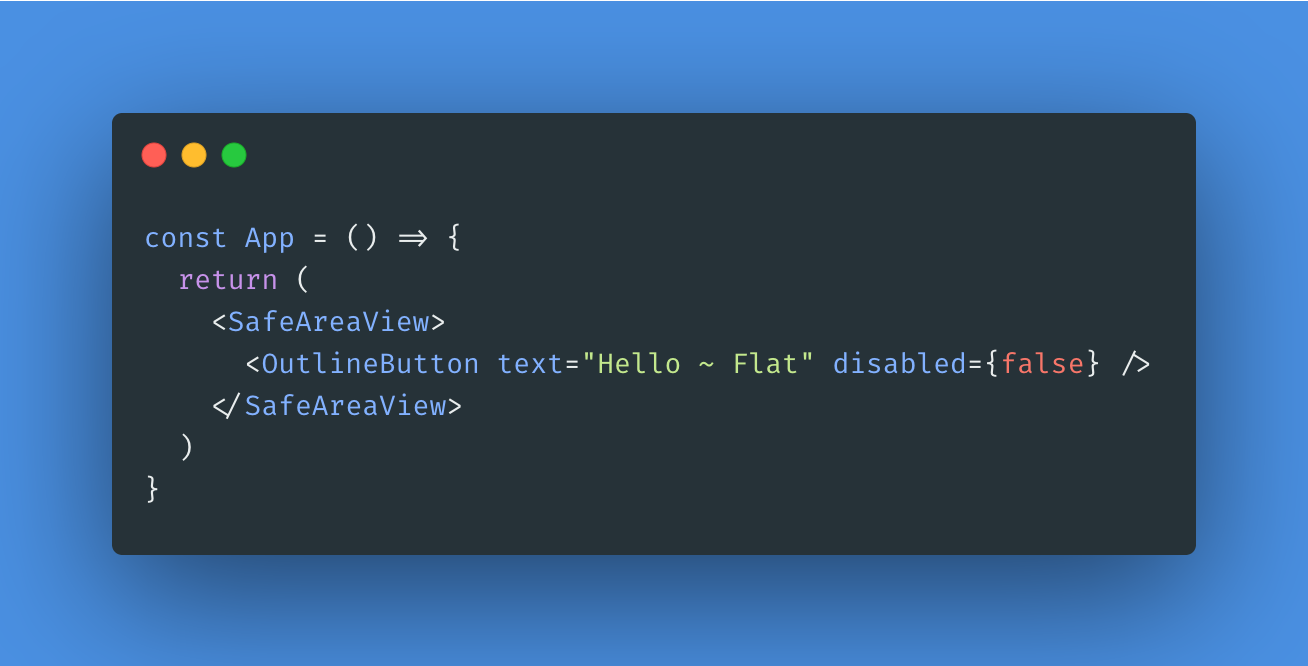 const App = () => {
  return (
    <SafeAreaView>
      <OutlineButton text="Hello ~ Flat" disabled={false} />
    </SafeAreaView>
  )
}